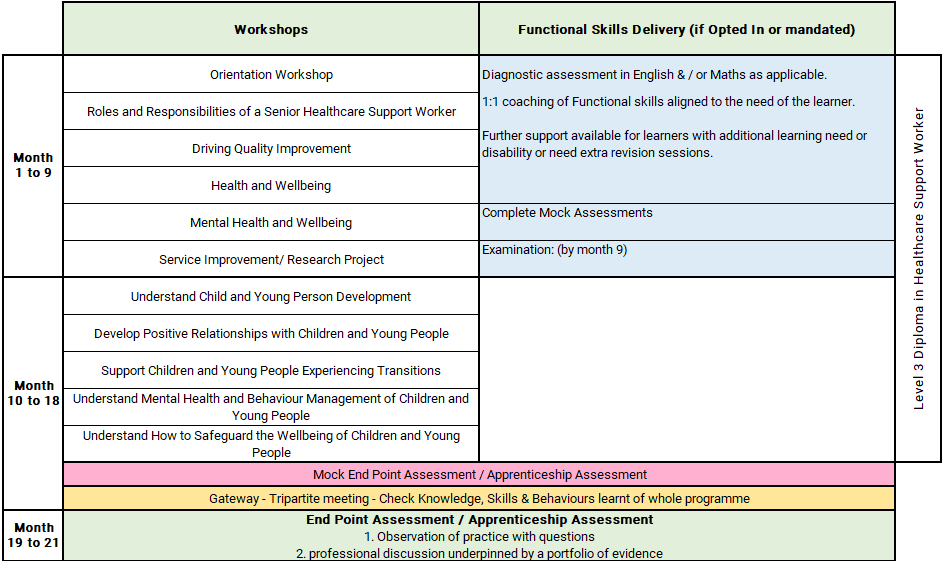 Workshops
Functional Skills Delivery (if Opted In or mandated)
Month
1 to 9
Orientation Workshop
Roles and Responsibilities of a Senior Healthcare Support Worker
Driving Quality Improvement
Health and Wellbeing
Mental Health and Wellbeing
Service Improvement/ Research Project
Diagnostic assessment in English & / or Maths as applicable.
1:1 coaching of Functional skills aligned to the need of the learner.
Further support available for learners with additional learning need or
disability or need extra revision sessions.
Complete Mock Assessments
Examination: (by month 9)
Level 3 Diploma in Healthcare Support Worker
Month
10 to 18
Understand Child and Young Person Development
Develop Positive Relationships with Children and Young People
Support Children and Young People Experiencing Transitions
Understand Mental Health and Behaviour Management of Children and
Young People
Understand How to Safeguard the Wellbeing of Children and Young
People
Mock End Point Assessment / Apprenticeship Assessment
Gateway - Tripartite meeting - Check Knowledge, Skills & Behaviours learnt of whole programme
Month
19 to 21
End Point Assessment / Apprenticeship Assessment
1. Observation of practice with questions
2. professional discussion underpinned by a portfolio of evidence